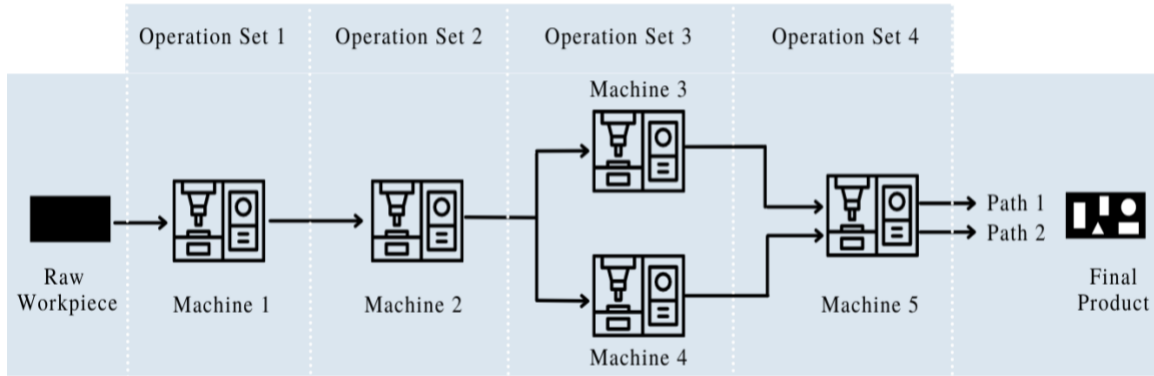 Operation Set 1
Operation Set 2
Operation Set 3
Operation Set 4
Machine 3
Path 1
Path 2
Raw
Workpiece
Machine 1
Machine 2
Machine 5
Final
Product
Machine 4